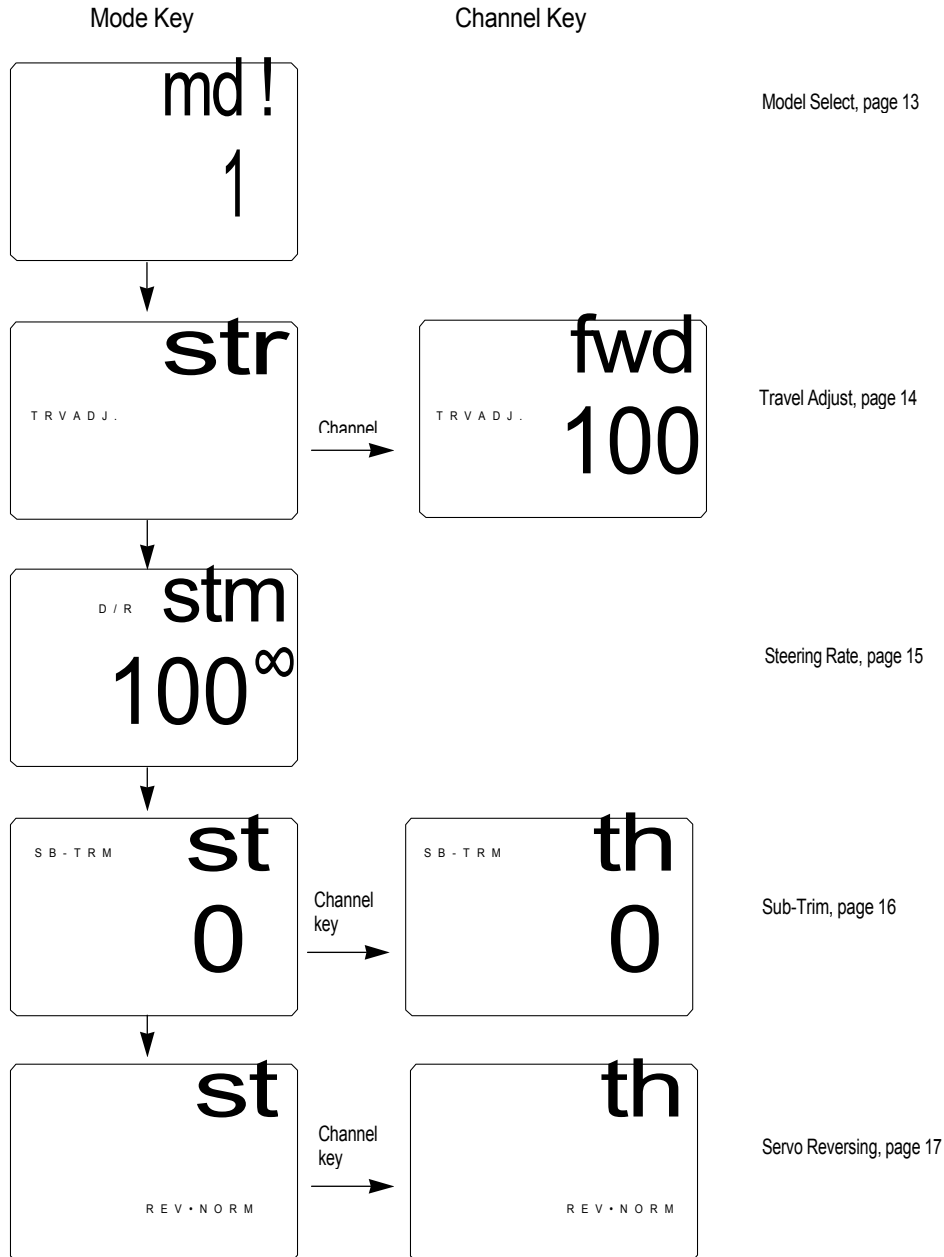 Mode Key
Channel Key
md !
1
Model Select, page 13
str
TRVADJ.
Channel
fwd
TRVADJ.
100
Travel Adjust, page 14
D/R
stm
100∞
Steering Rate, page 15
SB-TRM
st
0
Channel
key
SB-TRM
th
0
Sub-Trim, page 16
st
REV•NORM
Channel
key
th
REV•NORM
Servo Reversing, page 17